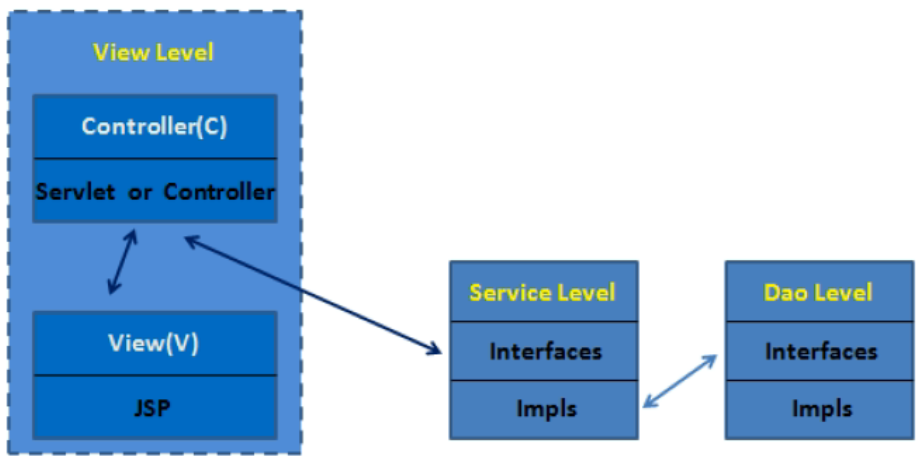 View Level
Controller(C)
Servlet or Controller
View(V)
JSP
Service Level
Interfaces
Impls
Dao Level
Interfaces
Impls